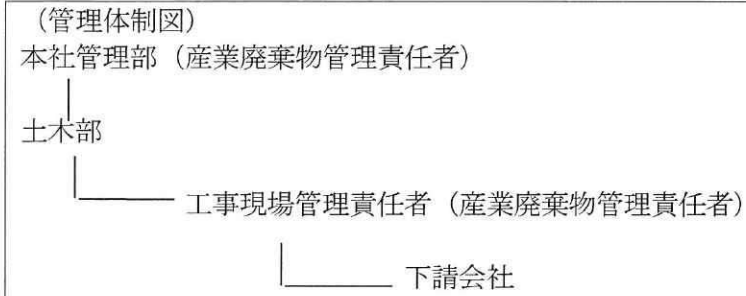 （管理体制図）
本社管理部（産業廃棄物管理責任者）
土木部
工事現場管理責任者（産業廃棄物管理責任者）
下請会社